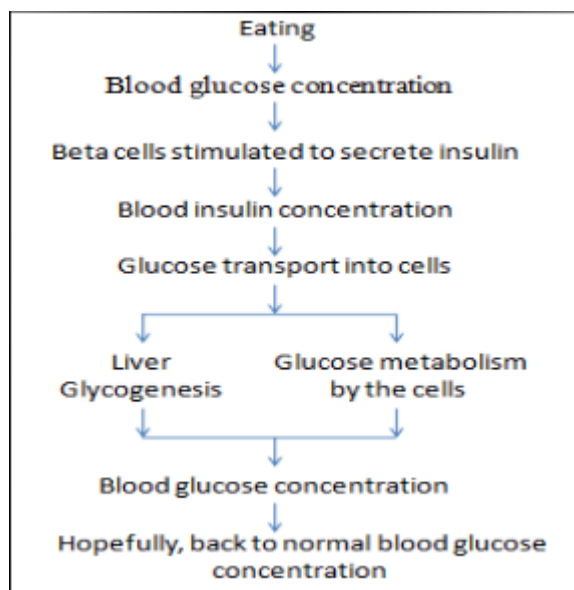 Eating
Blood glucose concentration
Beta cells stimulated to secrete insulin
Blood insulin concentration
Glucose transport into cells
Liver
Glycogenesis
Glucose metabolism
by the cells
Blood glucose concentration
Hopefully, back to normal blood glucose
concentration